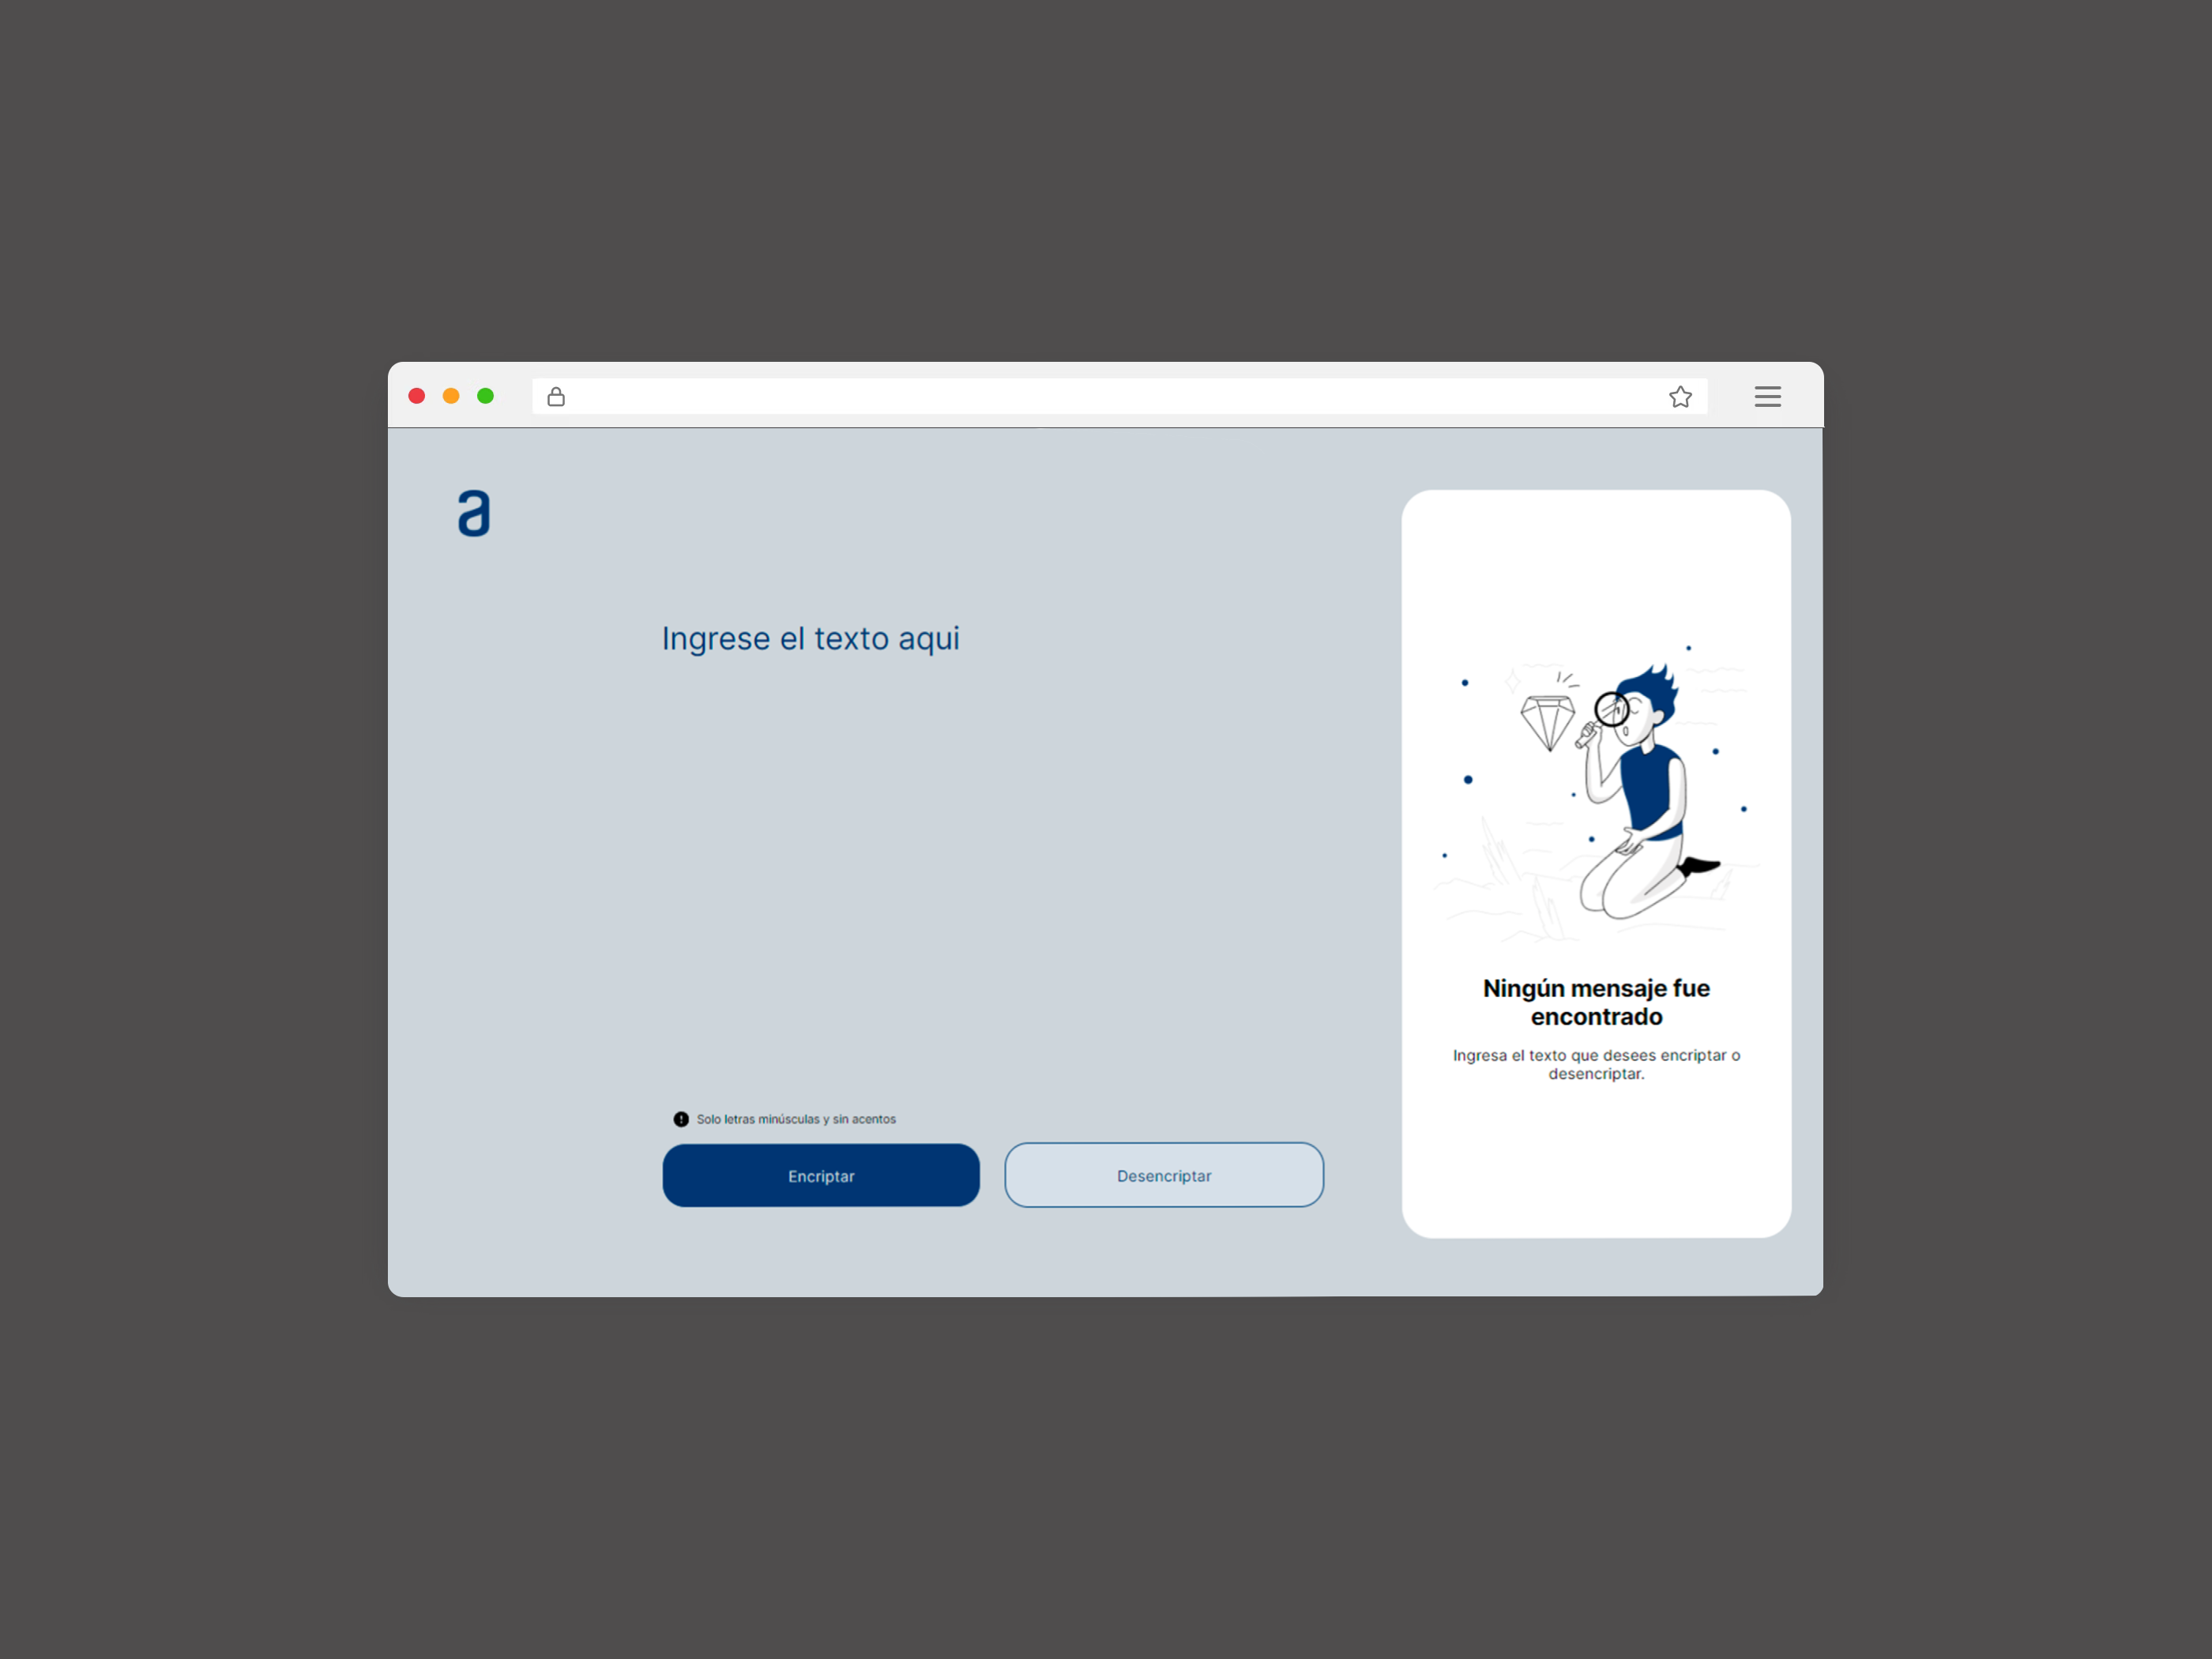 a
Ingrese el texto aqui
Solo letras minúsculas y sin acentos
Encriptar
Desencriptar
Ningún mensaje fue
encontrado
Ingresa el texto que desees encriptar o
desencriptar.